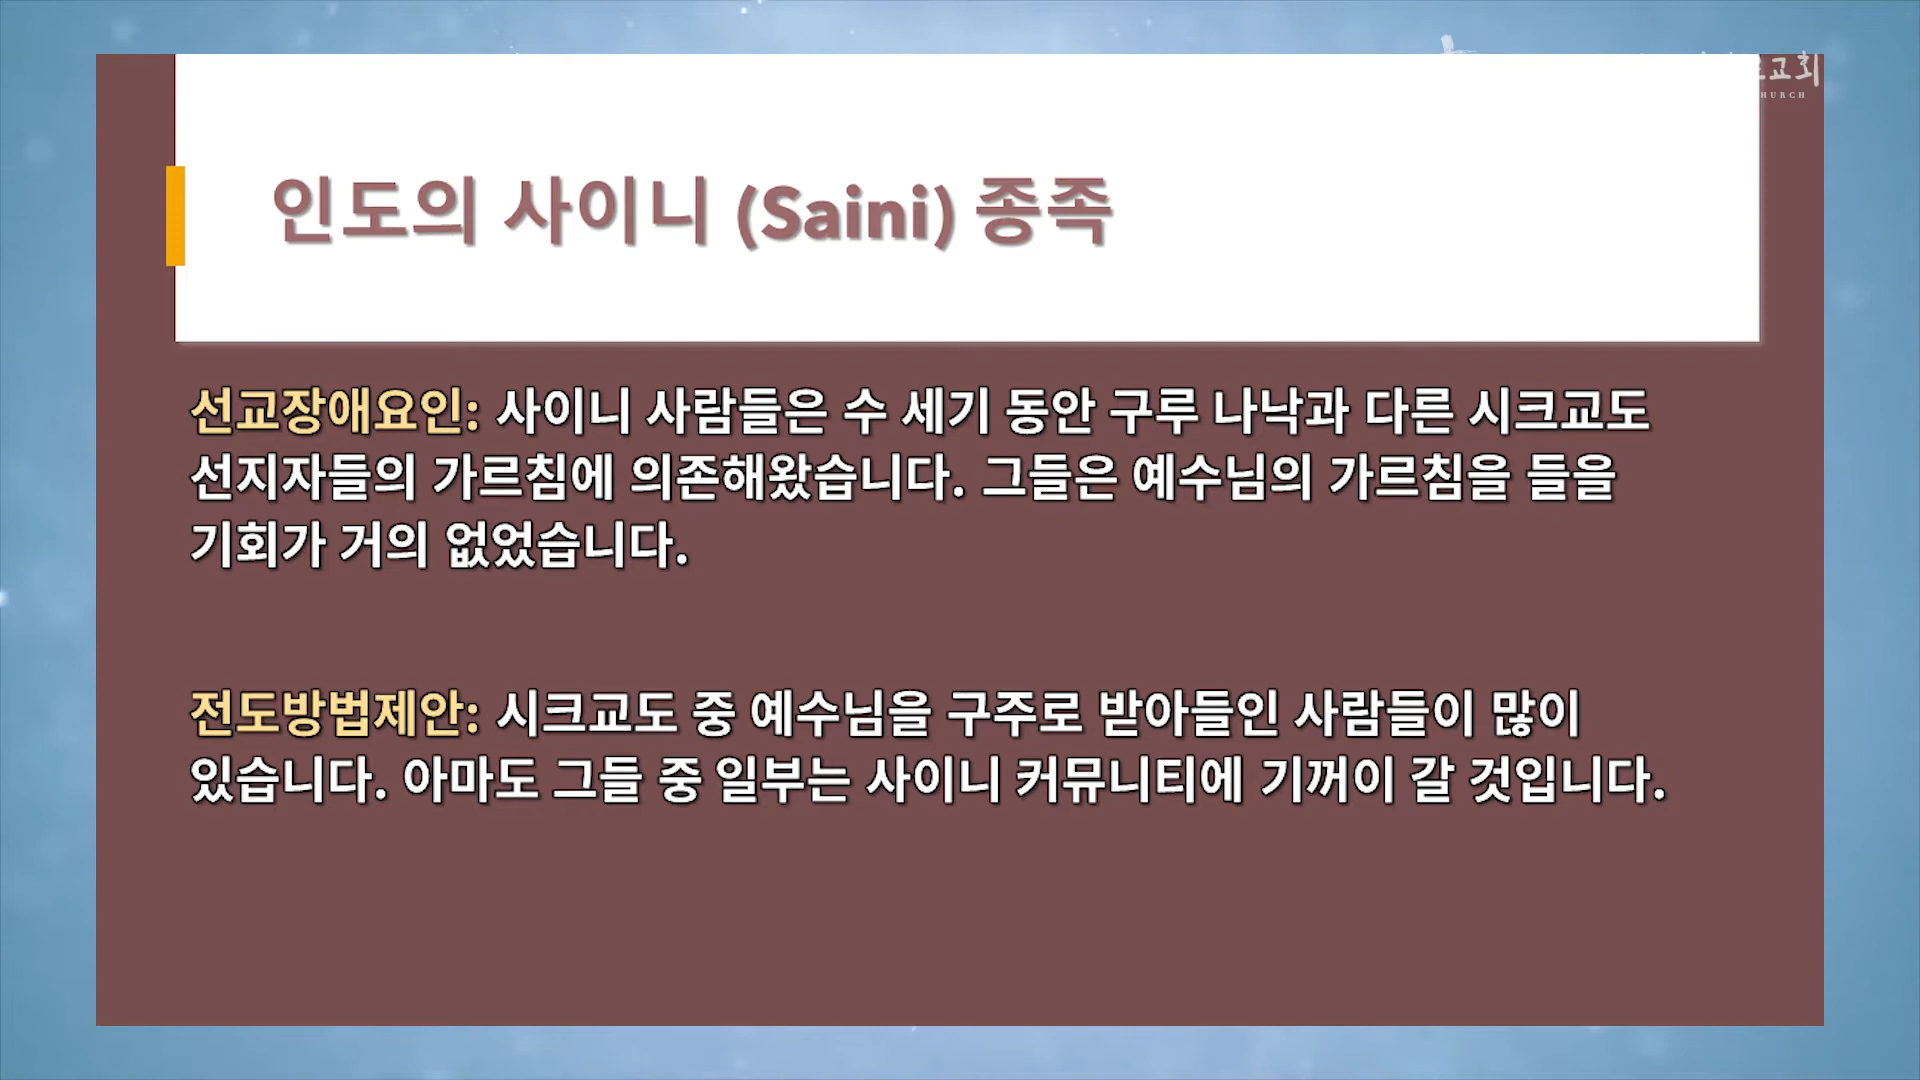 교회
HURCH
인도의 사이니 (Saini) 종족
선교장애요인: 사이니 사람들은 수 세기 동안 구루 나낙과 다른 시크교도
선지자들의 가르침에 의존해왔습니다. 그들은 예수님의 가르침을 들을
기회가 거의 없었습니다.
전도방법제안: 시크교도 중 예수님을 구주로 받아들인 사람들이 많이
있습니다. 아마도 그들 중 일부는 사이니 커뮤니티에 기꺼이 갈 것입니다.